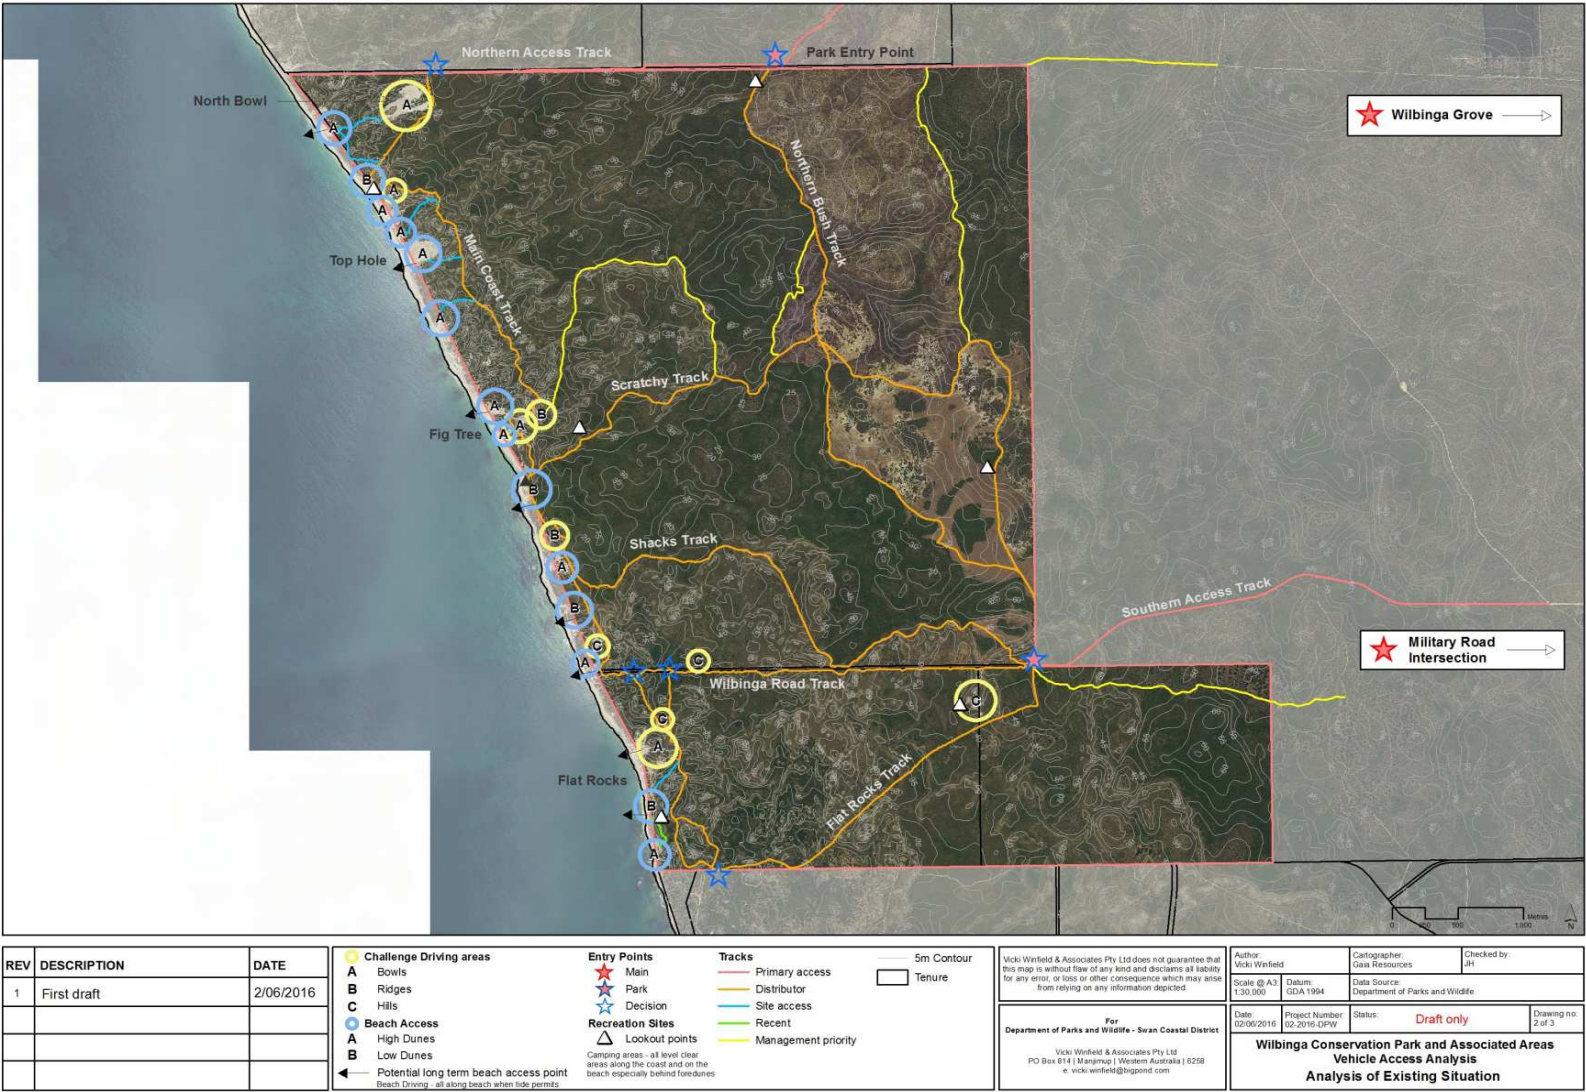 Northern Access Track
Park Entry Point
North Bowl
A
A
Wilbinga Grove
Northern Bush Track
B
A
A
A
A
Top Hole
Main Coast Track
A
Scratchy Track
A
B
A
A
Fig Tree
B
B
Shacks Track
A
Southern Access Track
B
C
A
C
Military Road
Intersection
Wilbinga Road Track
C
C
A
Flat Rocks
Flat Rocks Track
B
A
0 250 500 1,000 Metres
N
REV DESCRIPTION DATE
1 First draft 2/06/2016
Challenge Driving areas
A Bowls
B Ridges
C Hills
Beach Access
A High Dunes
B Low Dunes
Potential long term beach access point
Beach Driving - all along beach when tide permits
Entry Points
Main
Park
Decision
Recreation Sites
Lookout points
Camping areas - all level clear
areas along the coast and on the
beach especially behind foredunes
Tracks
Primary access
Distributor
Site access
Recent
Management priority
5m Contour
Tenure
Vicki Winfield & Associates Pty Ltd does not guarantee that
this map is without flaw of any kind and disclaims all liability
for any error, or loss or other consequence which may arise
from relying on any information depicted.
For
Department of Parks and Wildlife - Swan Coastal District
Vicki Winfield & Associates Pty Ltd
PO Box 814 | Manjimup | Western Australia | 6258
e: vicki.winfield@bigpond.com
Author:
Vicki Winfield
Cartographer:
Gaia Resources
Checked by:
JH
Scale @ A3:
1:30,000
Datum:
GDA 1994
Data Source:
Department of Parks and Wildlife
Date:
02/06/2016
Project Number:
02-2016-DPW
Status:
Draft only
Drawing no:
2 of 3
Wilbinga Conservation Park and Associated Areas
Vehicle Access Analysis
Analysis of Existing Situation